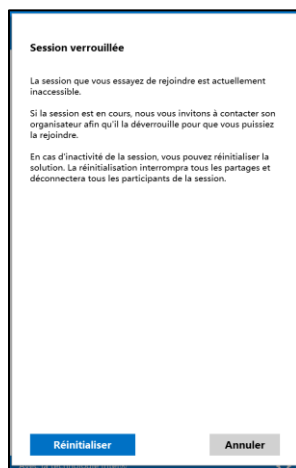 Session verrouillée
La session que vous essayez de rejoindre est actuellement
inaccessible.
Si la session est en cours, nous vous invitons à contacter son
organisateur afin qu'il la déverrouille pour que vous puissiez
la rejoindre.
En cas d'inactivité de la session, vous pouvez réinitialiser la
solution. La réinitialisation interrompra tous les partages et
déconnectera tous les participants de la session.
Réinitialiser
Annuler